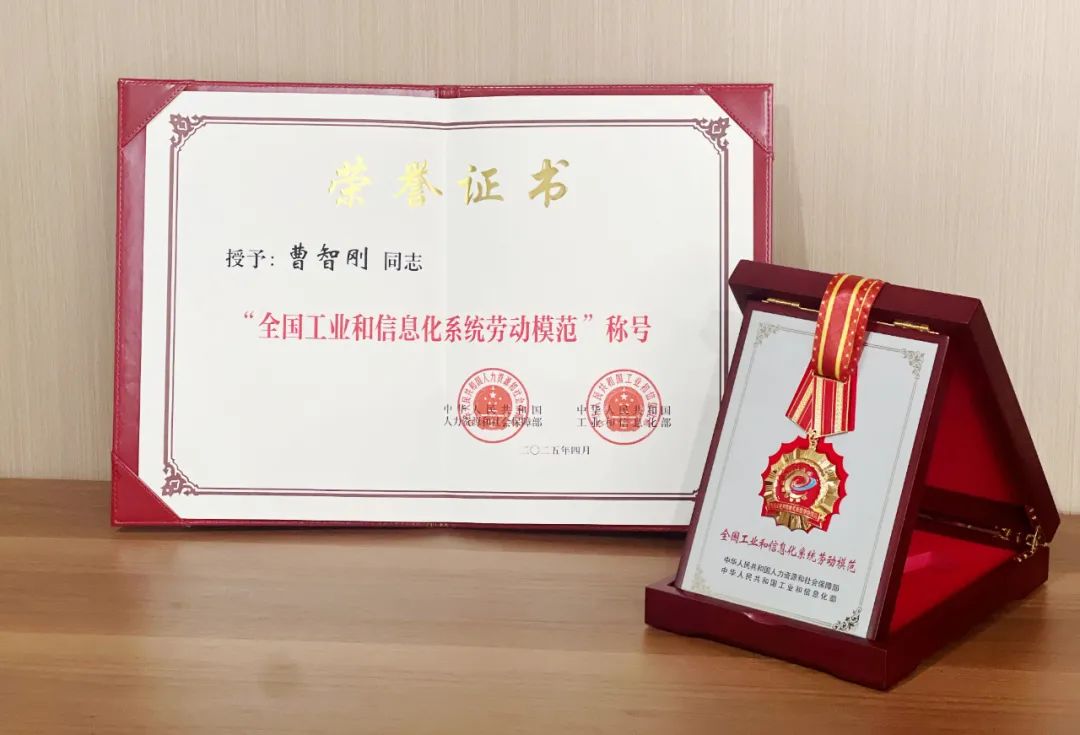 荣誉证书
授予：曹智刚 同志
“全国工业和信息化系统劳动模范”称号
中华人民共和国
人力资源和社会保障部
中华人民共和国
工业和信息化部
二〇二五年四月
全国工业和信息化系统劳动模范
中华人民共和国人力资源和社会保障部
中华人民共和国工业和信息化部